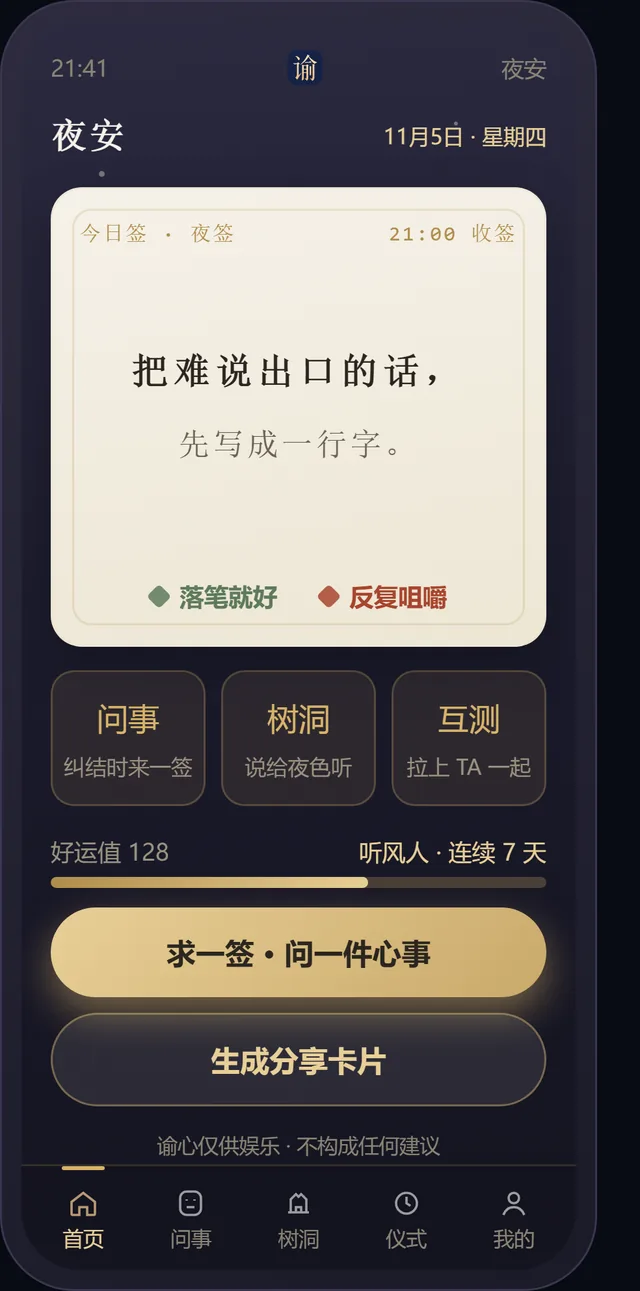 21:41 谕 夜安
夜安 11月5日 · 星期四
今日签 · 夜签 21:00 收签
把难说出口的话，
先写成一行字。
落笔就好 反复咀嚼
问事 树洞 互测
纠结时来一签 说给夜色听 拉上 TA 一起
好运值 128 听风人 · 连续 7 天
求一签 · 问一件心事
生成分享卡片
谕心仅供娱乐 · 不构成任何建议
首页 问事 树洞 仪式 我的